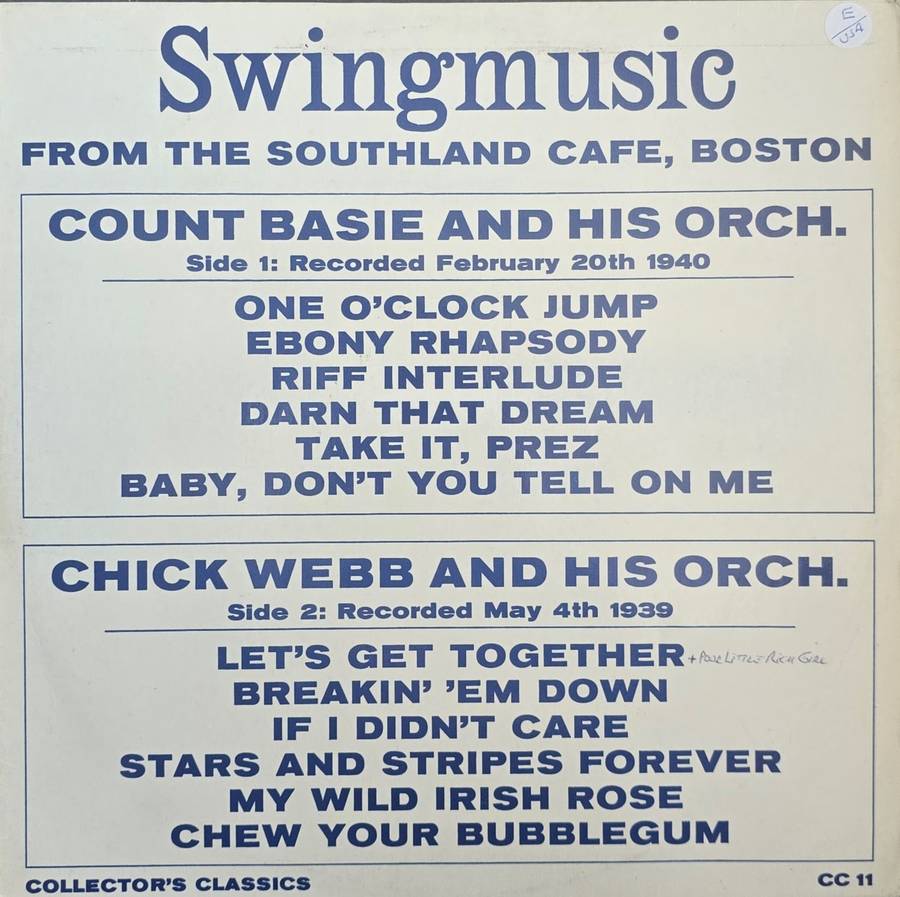 E
USA
Swingmusic
FROM THE SOUTHLAND CAFE, BOSTON
COUNT BASIE AND HIS ORCH.
Side 1: Recorded February 20th 1940
ONE O'CLOCK JUMP
EBONY RHAPSODY
RIFF INTERLUDE
DARN THAT DREAM
TAKE IT, PREZ
BABY, DON'T YOU TELL ON ME
CHICK WEBB AND HIS ORCH.
Side 2: Recorded May 4th 1939
LET'S GET TOGETHER + POOR LITTLE RICH GIRL
BREAKIN' 'EM DOWN
IF I DIDN'T CARE
STARS AND STRIPES FOREVER
MY WILD IRISH ROSE
CHEW YOUR BUBBLEGUM
COLLECTOR'S CLASSICS CC 11